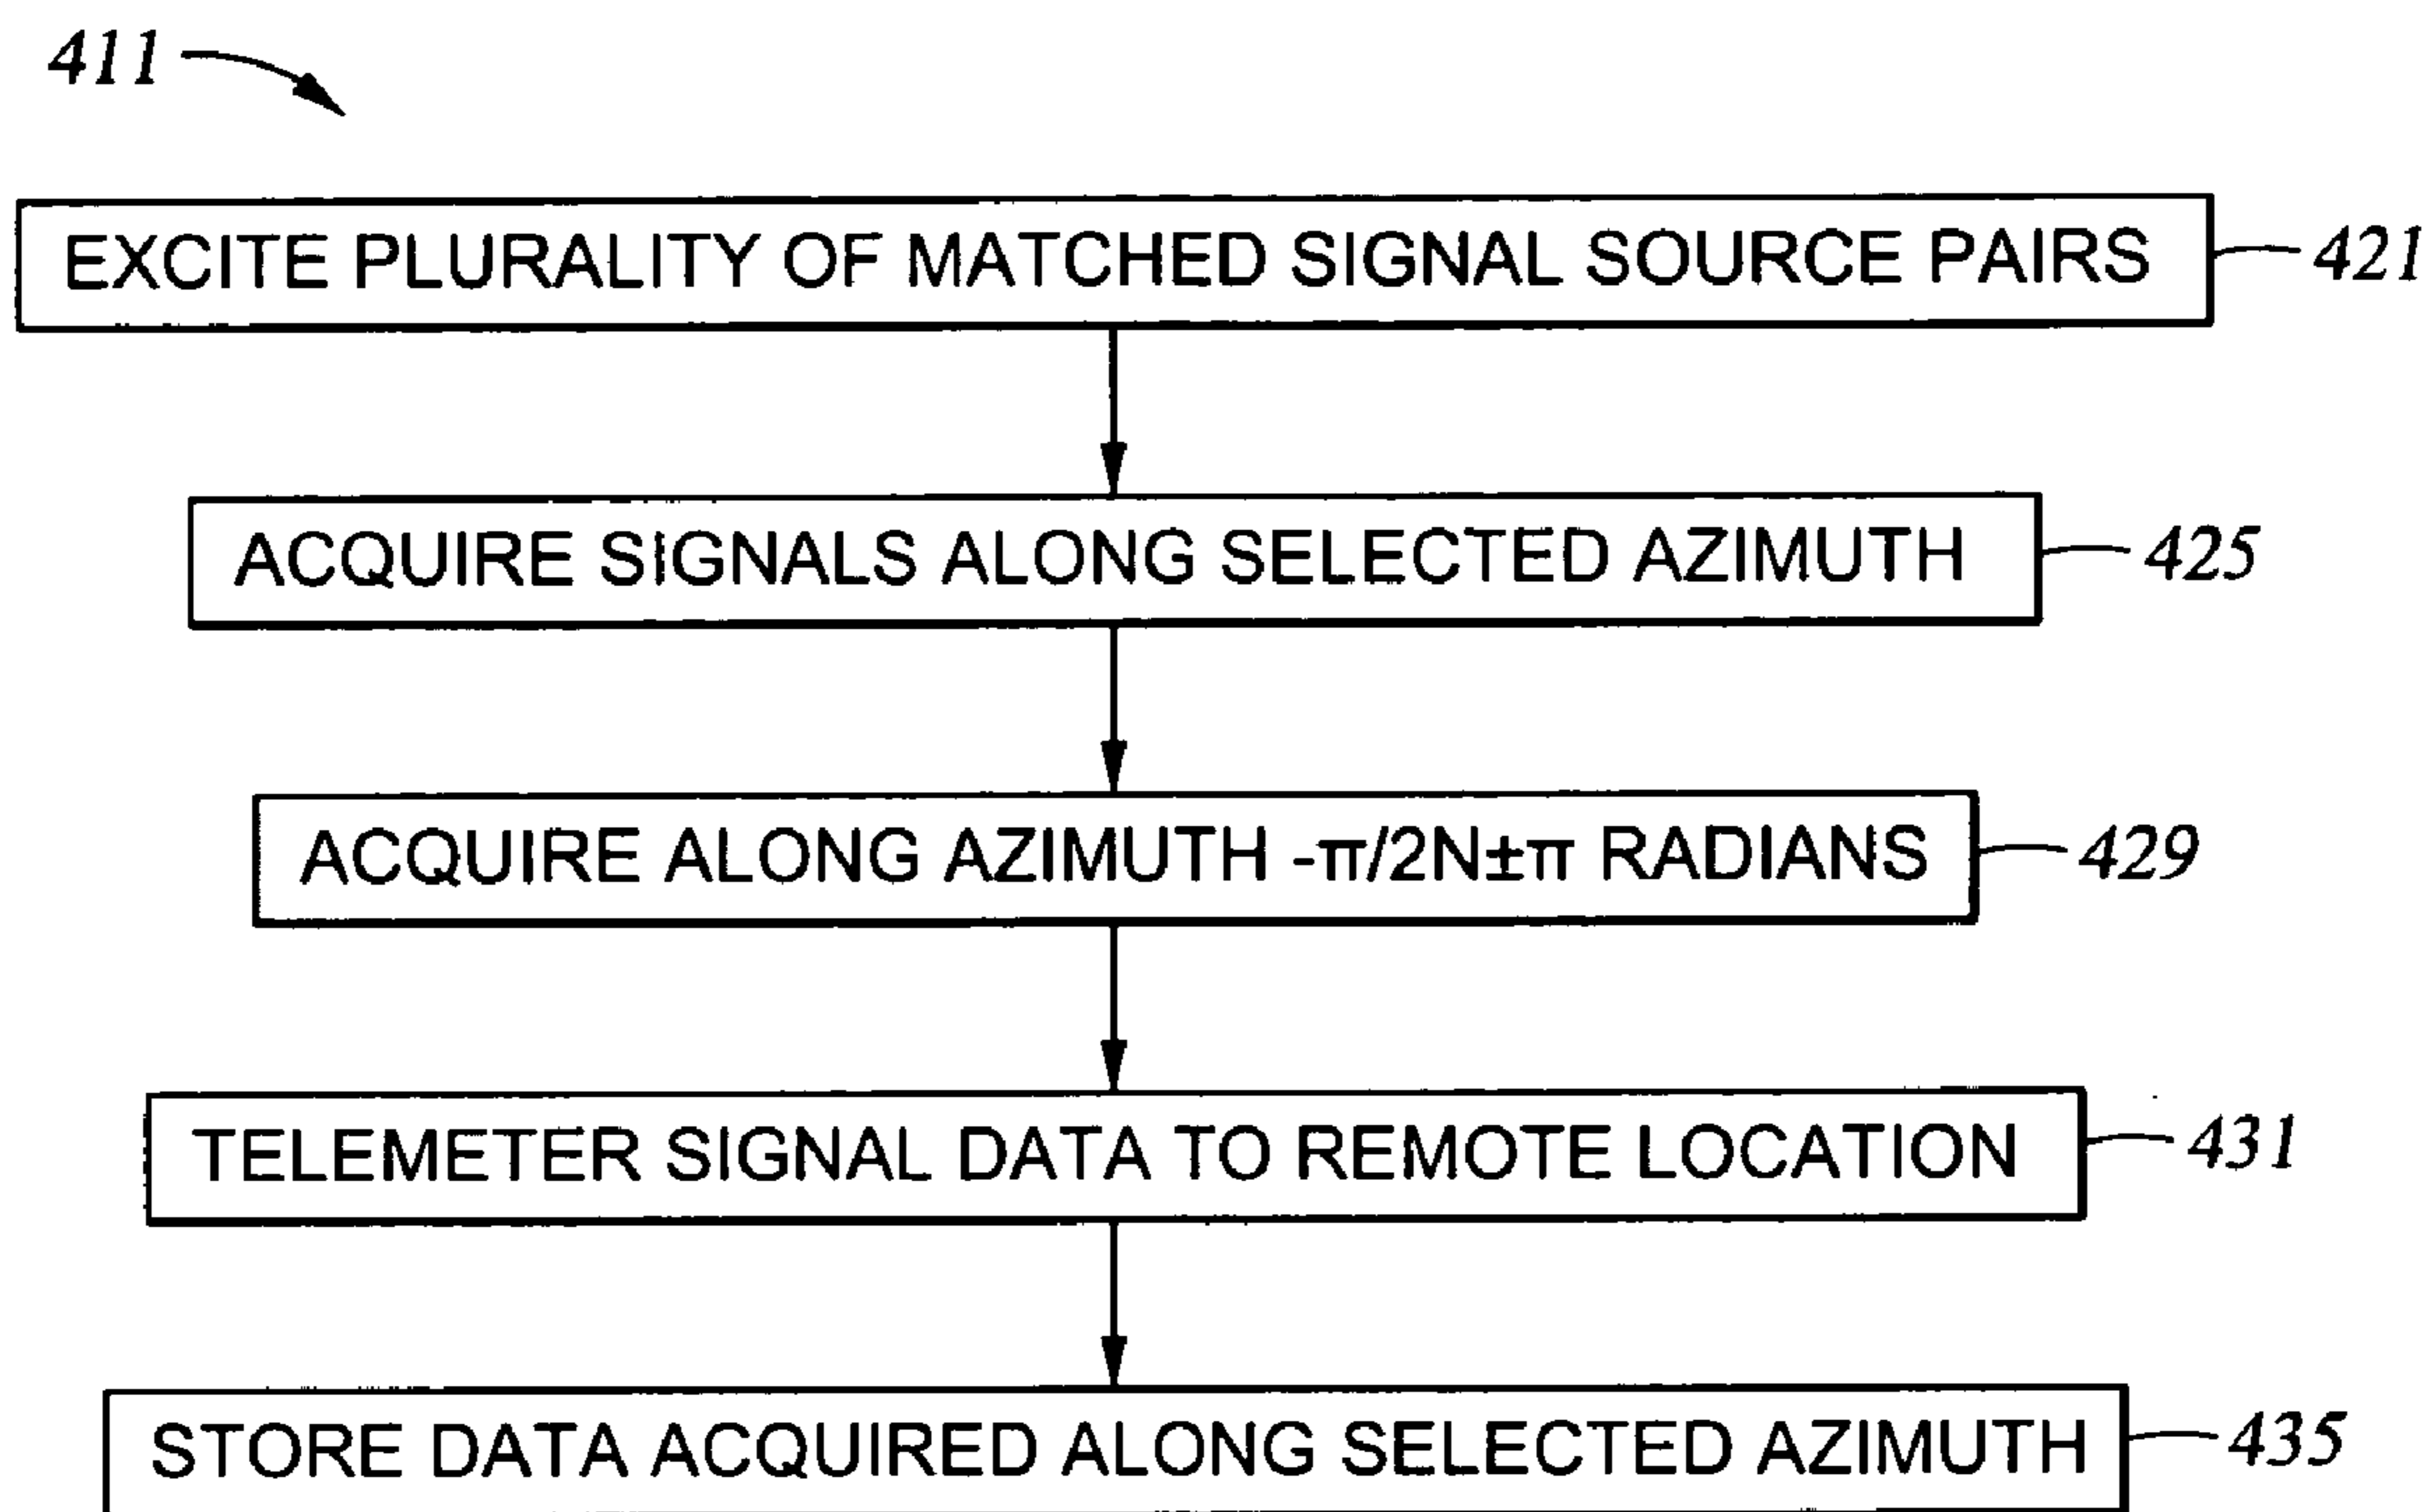 411
EXCITE PLURALITY OF MATCHED SIGNAL SOURCE PAIRS 421
ACQUIRE SIGNALS ALONG SELECTED AZIMUTH 425
ACQUIRE ALONG AZIMUTH -π/2N±π RADIANS 429
TELEMETER SIGNAL DATA TO REMOTE LOCATION 431
STORE DATA ACQUIRED ALONG SELECTED AZIMUTH 435